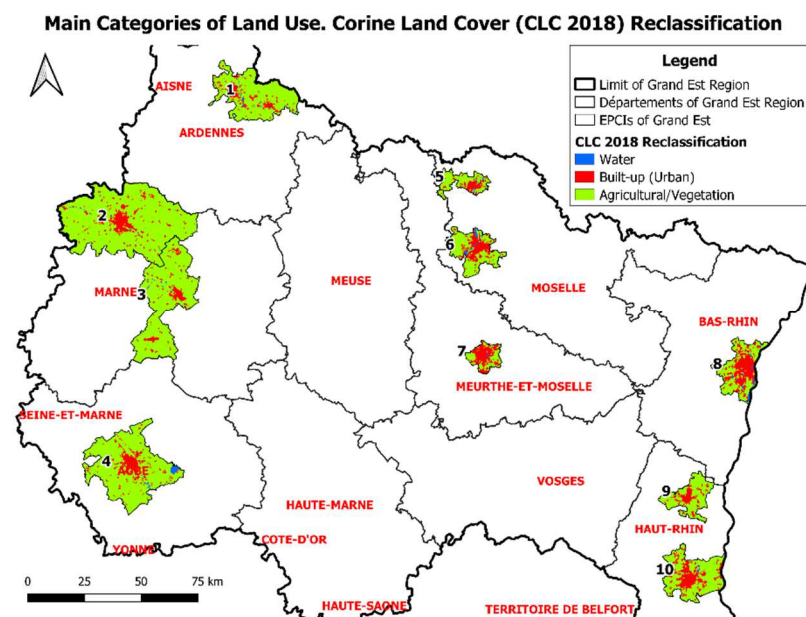 Main Categories of Land Use. Corine Land Cover (CLC 2018) Reclassification
Legend
Limit of Grand Est Region
Départements of Grand Est Region
EPCIs of Grand Est
CLC 2018 Reclassification
Water
Built-up (Urban)
Agricultural/Vegetation
AISNE
1
ARDENNES
5
2
6
MEUSE
MARNE
3
MOSELLE
BAS-RHIN
7
8
MEURTHE-ET-MOSELLE
SEINE-ET-MARNE
4
AUBE
VOSGES
9
HAUTE-MARNE
HAUT-RHIN
COTE-D'OR
YONNE
10
0 25 50 75 km
HAUTE-SAONE
TERRITOIRE DE BELFORT